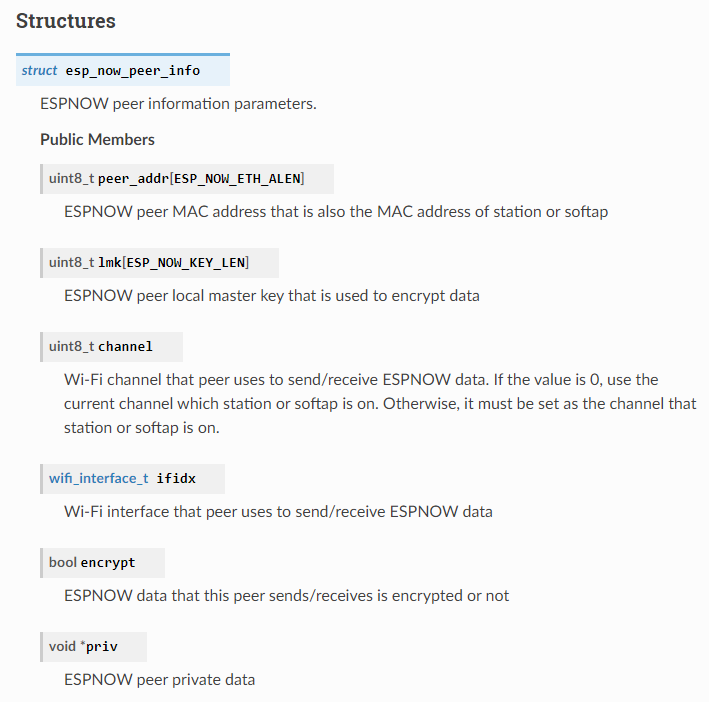 Structures
struct esp_now_peer_info
ESPNOW peer information parameters.
Public Members
uint8_t peer_addr[ESP_NOW_ETH_ALEN]
ESPNOW peer MAC address that is also the MAC address of station or softap
uint8_t lmk[ESP_NOW_KEY_LEN]
ESPNOW peer local master key that is used to encrypt data
uint8_t channel
Wi-Fi channel that peer uses to send/receive ESPNOW data. If the value is 0, use the
current channel which station or softap is on. Otherwise, it must be set as the channel that
station or softap is on.
wifi_interface_t ifidx
Wi-Fi interface that peer uses to send/receive ESPNOW data
bool encrypt
ESPNOW data that this peer sends/receives is encrypted or not
void *priv
ESPNOW peer private data